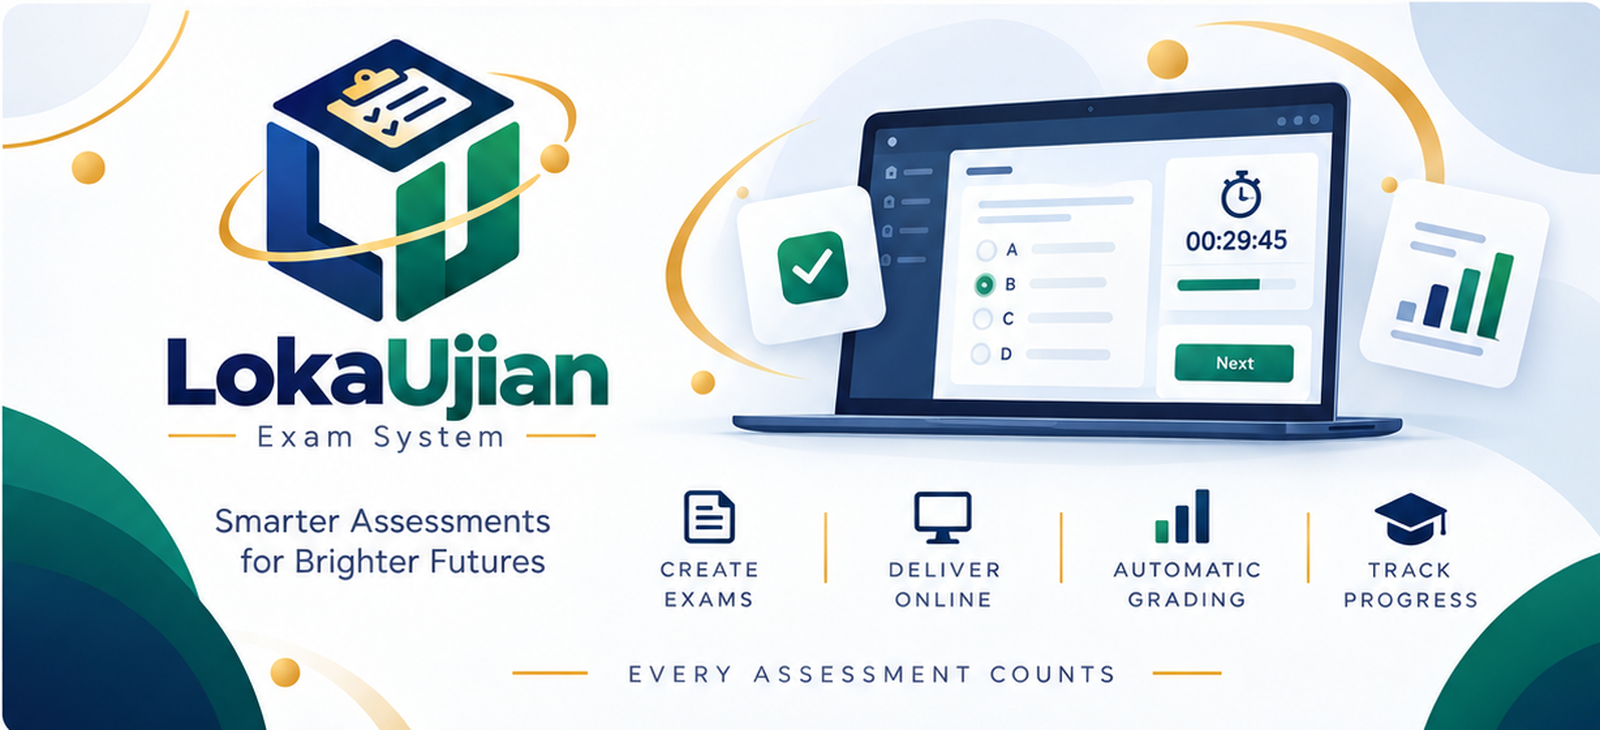 LokaUjian
Exam System
Smarter Assessments
for Brighter Futures
A
B
C
D
00:29:45
Next
CREATE
EXAMS
DELIVER
ONLINE
AUTOMATIC
GRADING
TRACK
PROGRESS
EVERY ASSESSMENT COUNTS